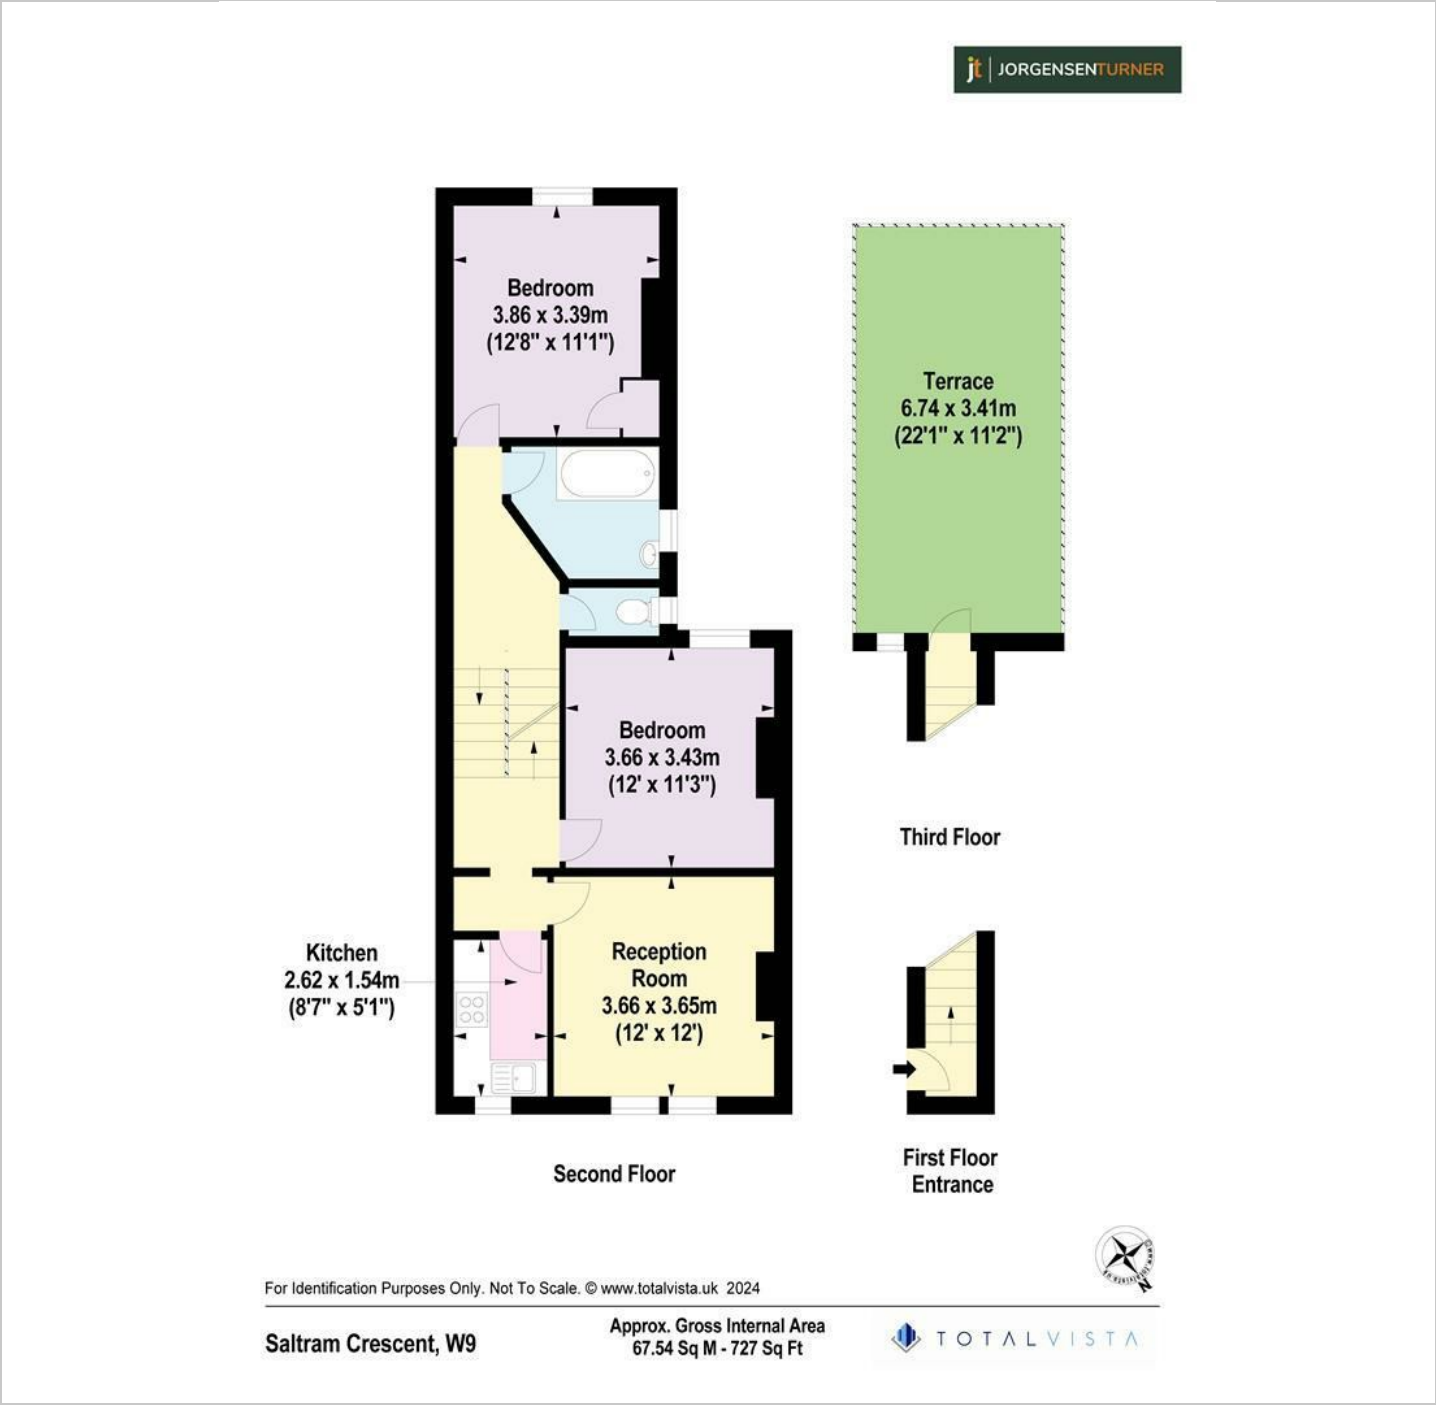 jt JORGENSENTURNER
Bedroom
3.86 x 3.39m
(12'8" x 11'1")
Terrace
6.74 x 3.41m
(22'1" x 11'2")
Bedroom
3.66 x 3.43m
(12' x 11'3")
Third Floor
Kitchen
2.62 x 1.54m
(8'7" x 5'1")
Reception
Room
3.66 x 3.65m
(12' x 12')
Second Floor
First Floor
Entrance
N
For Identification Purposes Only. Not To Scale. © www.totalvista.uk 2024
Saltram Crescent, W9
Approx. Gross Internal Area
67.54 Sq M - 727 Sq Ft
TOTALVISTA